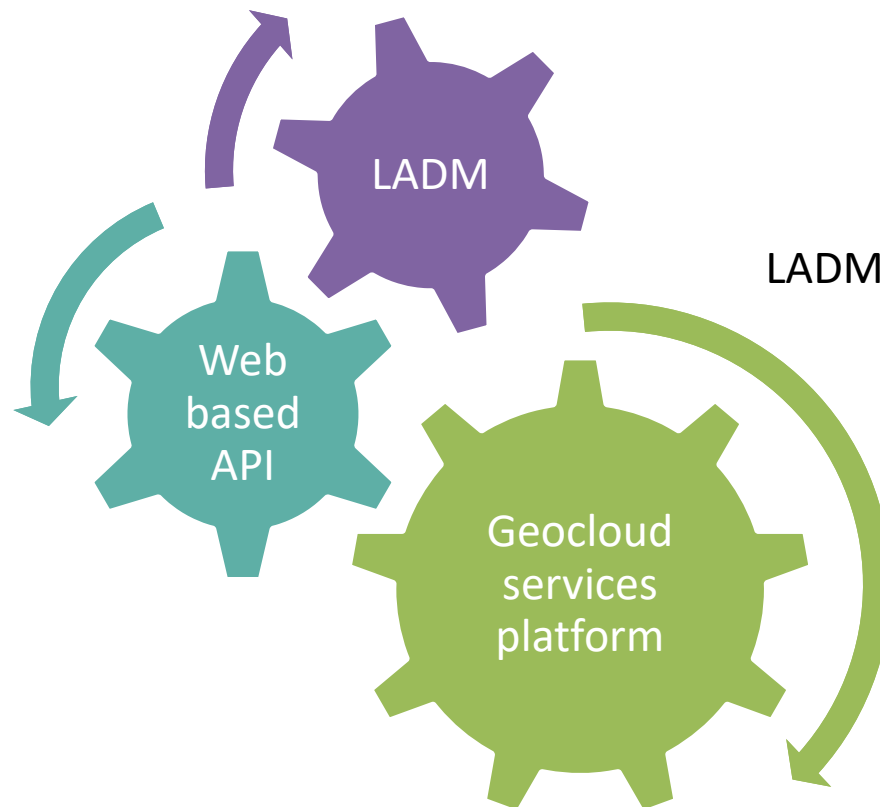 LADM
LADM
Web
based
API
Geocloud
services
platform